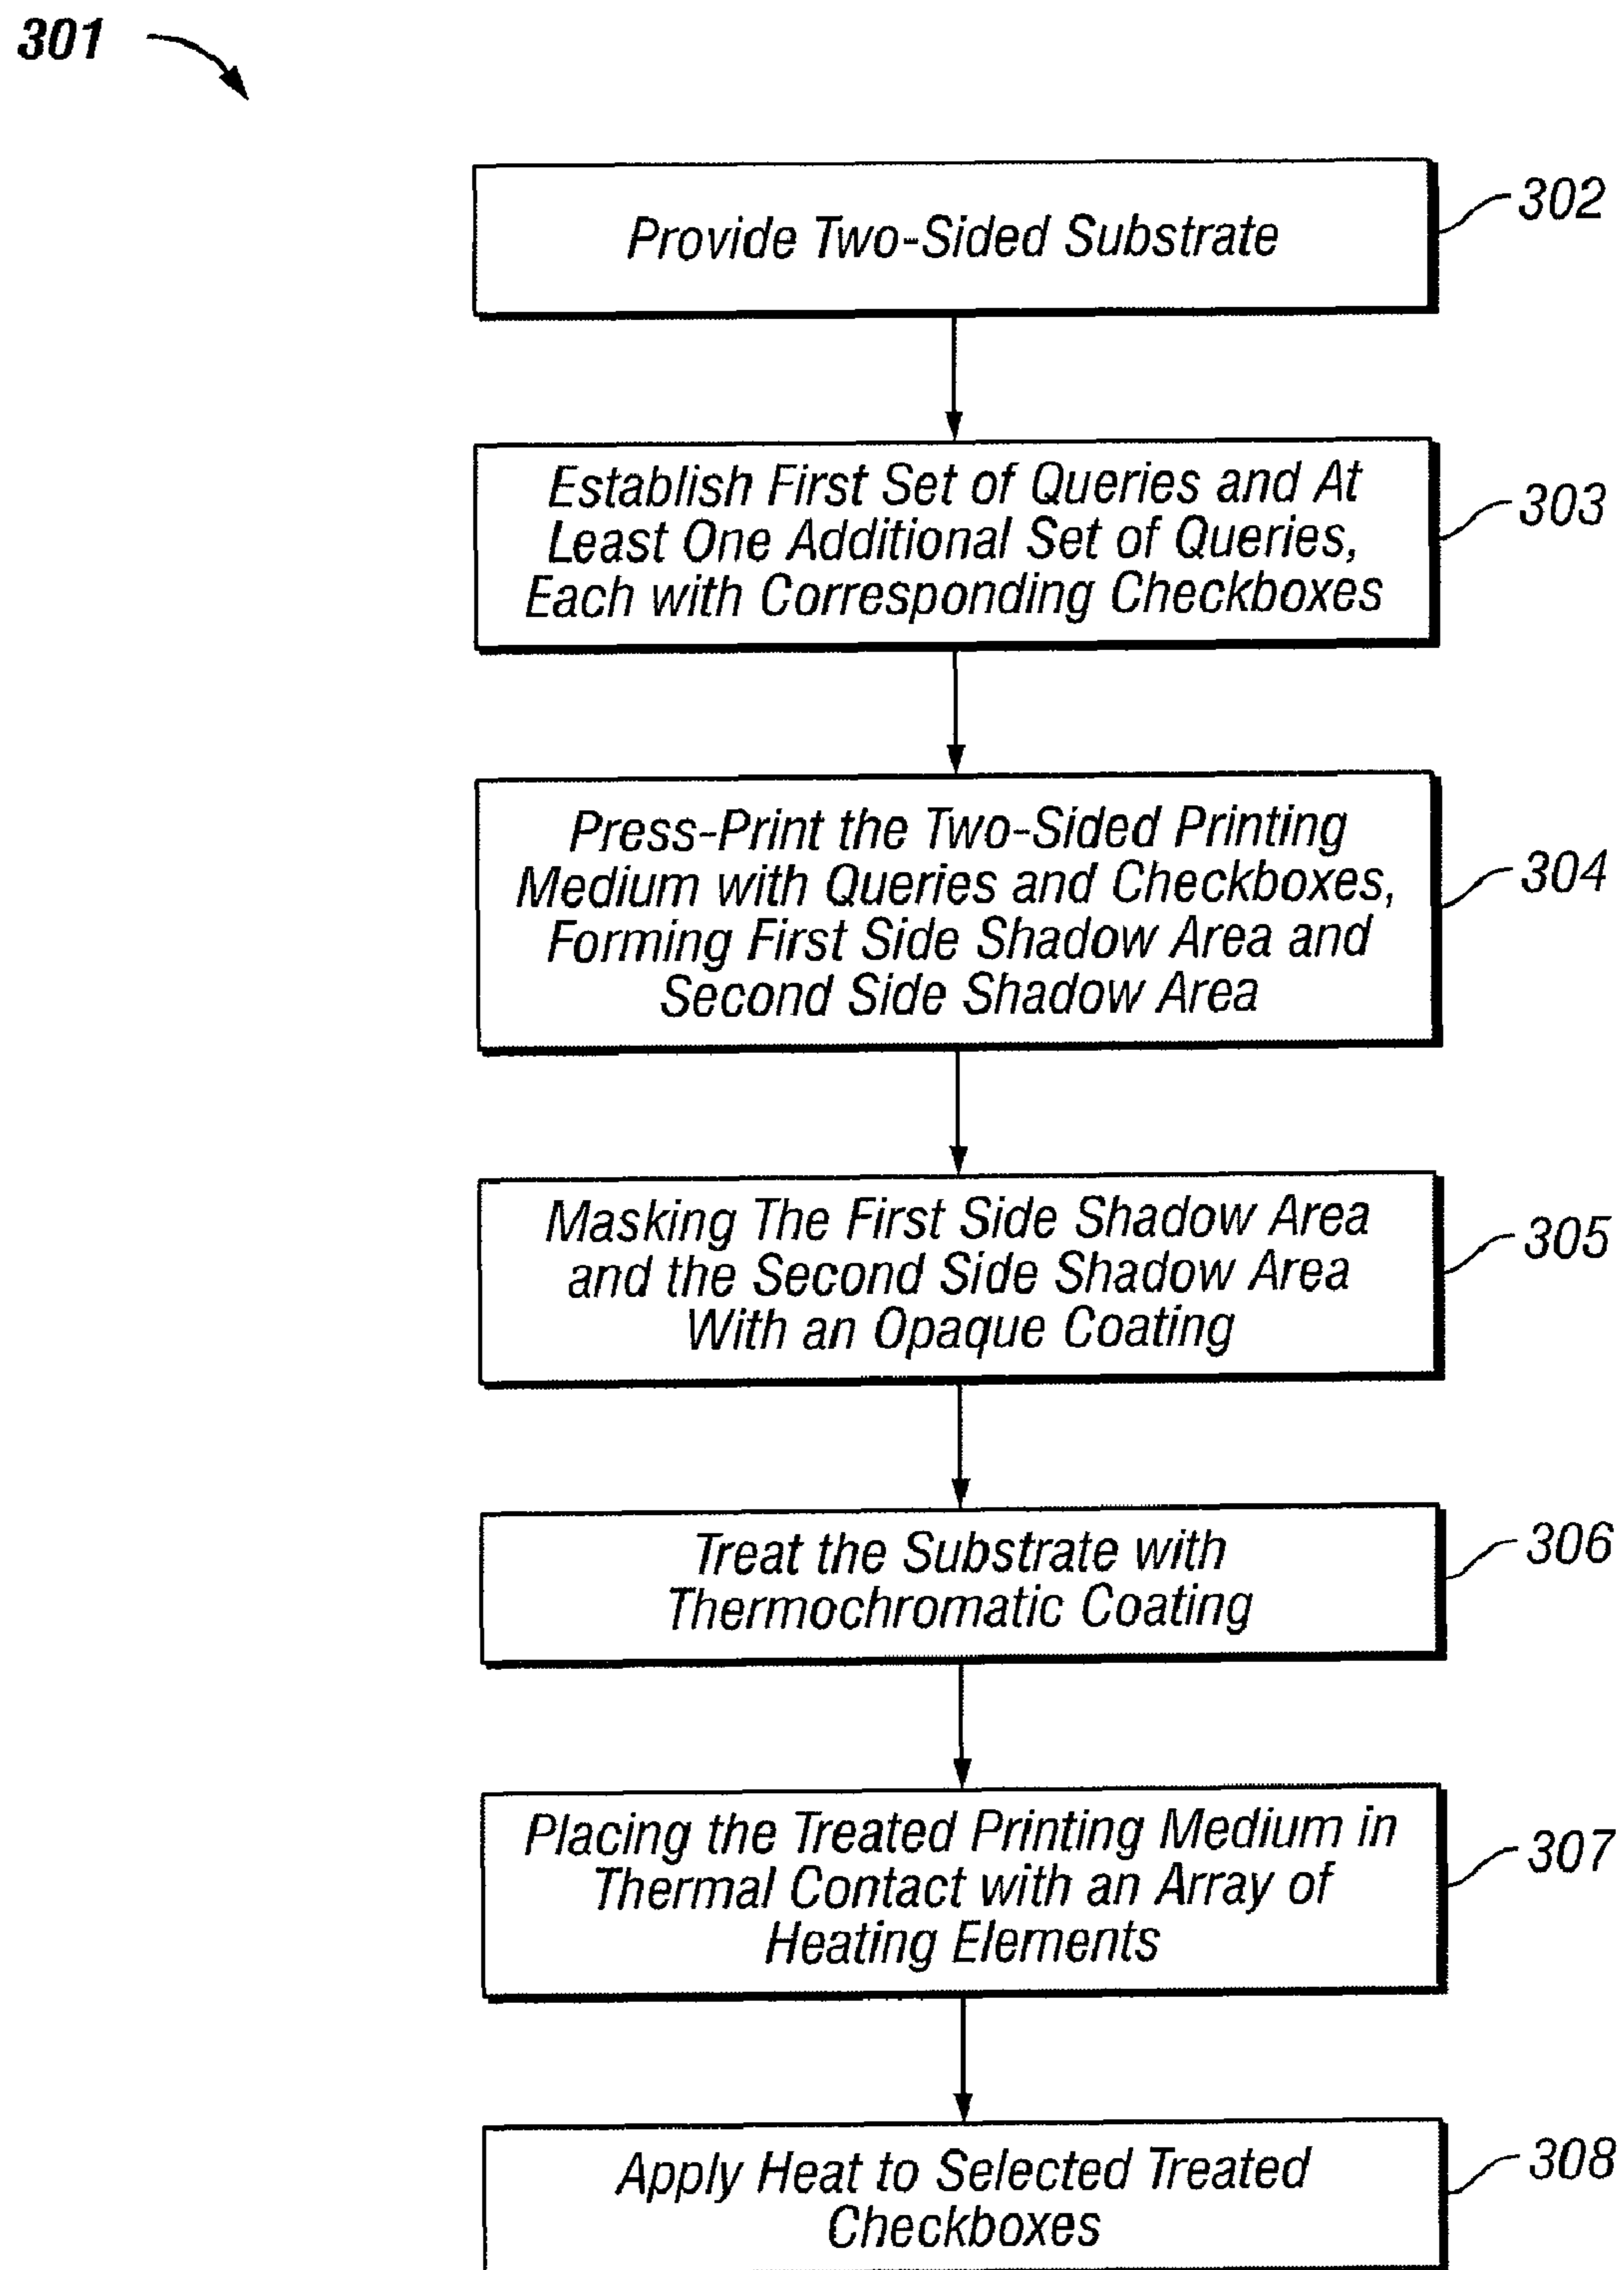 301
Provide Two-Sided Substrate
302
Establish First Set of Queries and At
Least One Additional Set of Queries,
Each with Corresponding Checkboxes
303
Press-Print the Two-Sided Printing
Medium with Queries and Checkboxes,
Forming First Side Shadow Area and
Second Side Shadow Area
304
Masking The First Side Shadow Area
and the Second Side Shadow Area
With an Opaque Coating
305
Treat the Substrate with
Thermochromatic Coating
306
Placing the Treated Printing Medium in
Thermal Contact with an Array of
Heating Elements
307
Apply Heat to Selected Treated
Checkboxes
308